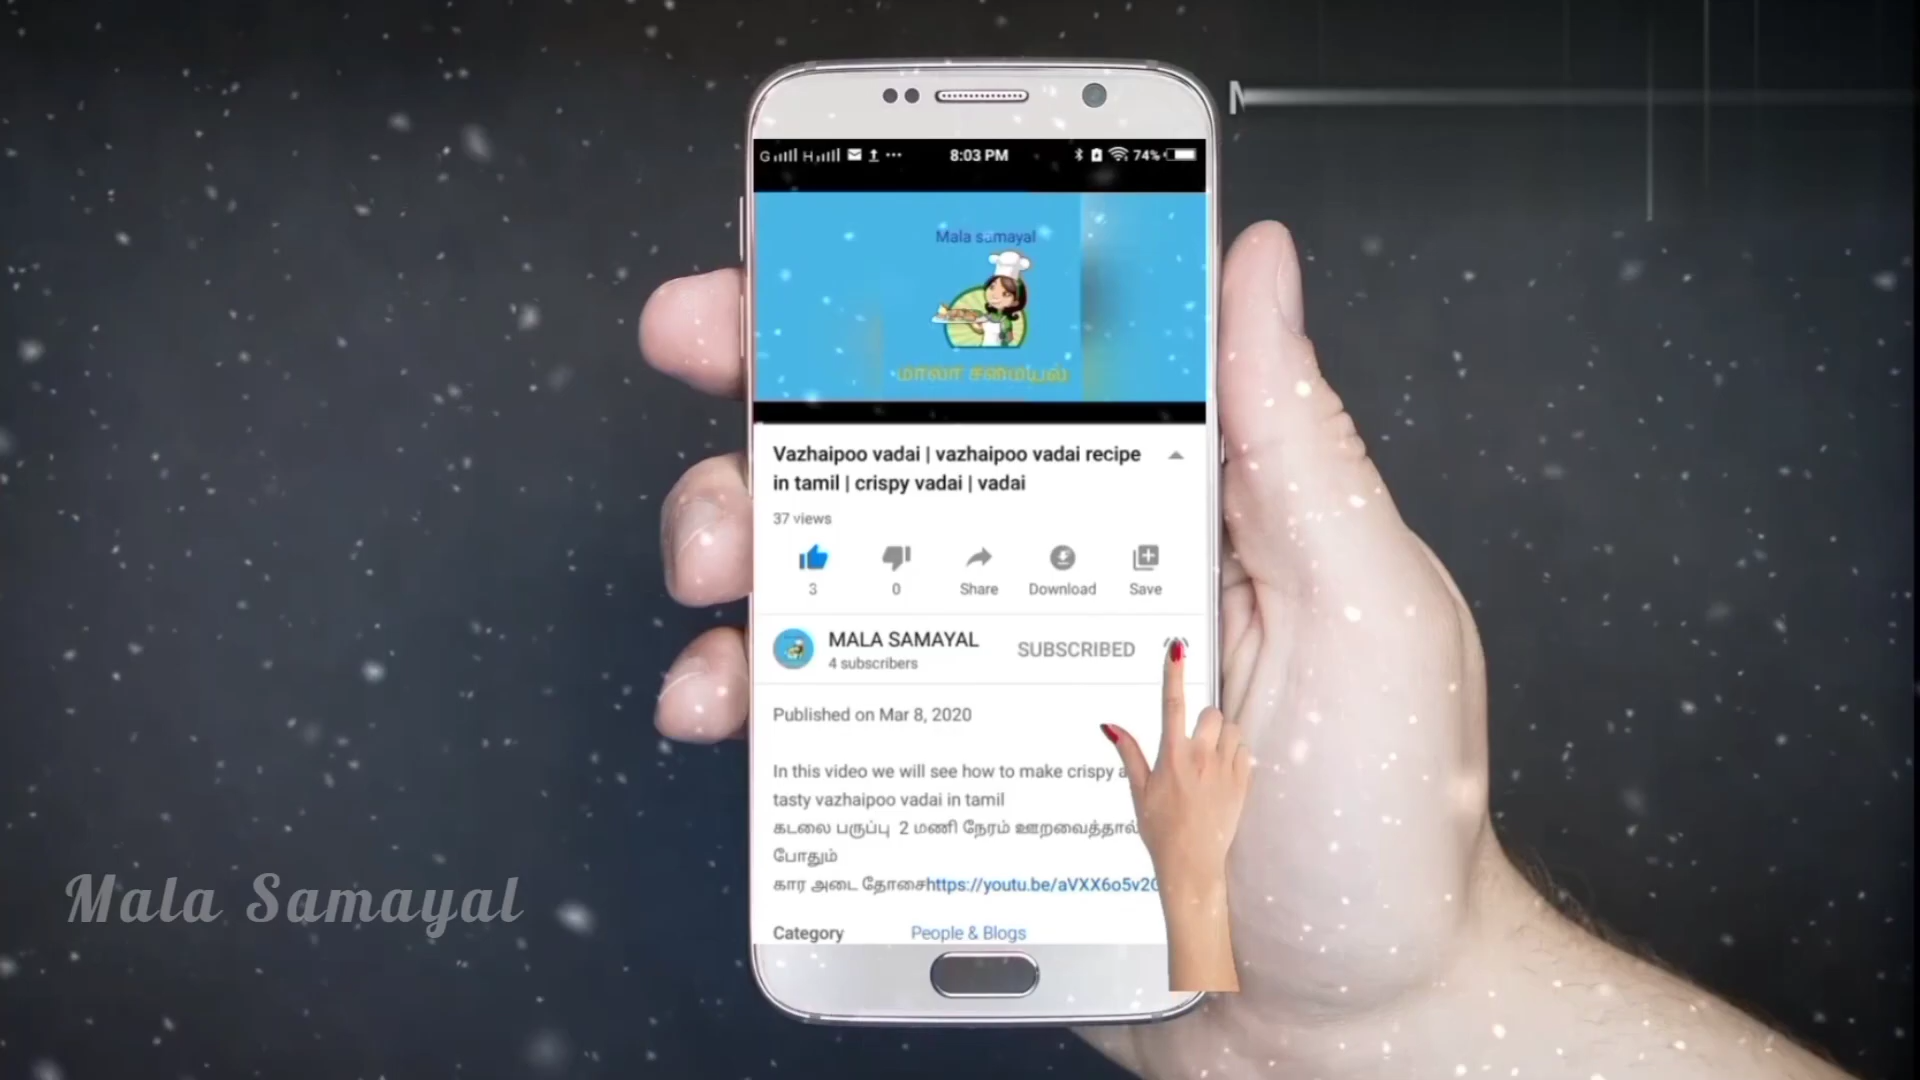 G H 8:03 PM 74%
Mala samayal
மாலா சமையல்
Vazhaipoo vadai | vazhaipoo vadai recipe
in tamil | crispy vadai | vadai
37 views
3 0 Share Download Save
MALA SAMAYAL SUBSCRIBED
4 subscribers
Published on Mar 8, 2020
In this video we will see how to make crispy
tasty vazhaipoo vadai in tamil
கடலை பருப்பு 2 மணி நேரம் ஊறவைத்தால்
போதும்
கார அடை தோசைhttps://youtu.be/aVXX6o5v2
Category People & Blogs
Mala Samayal